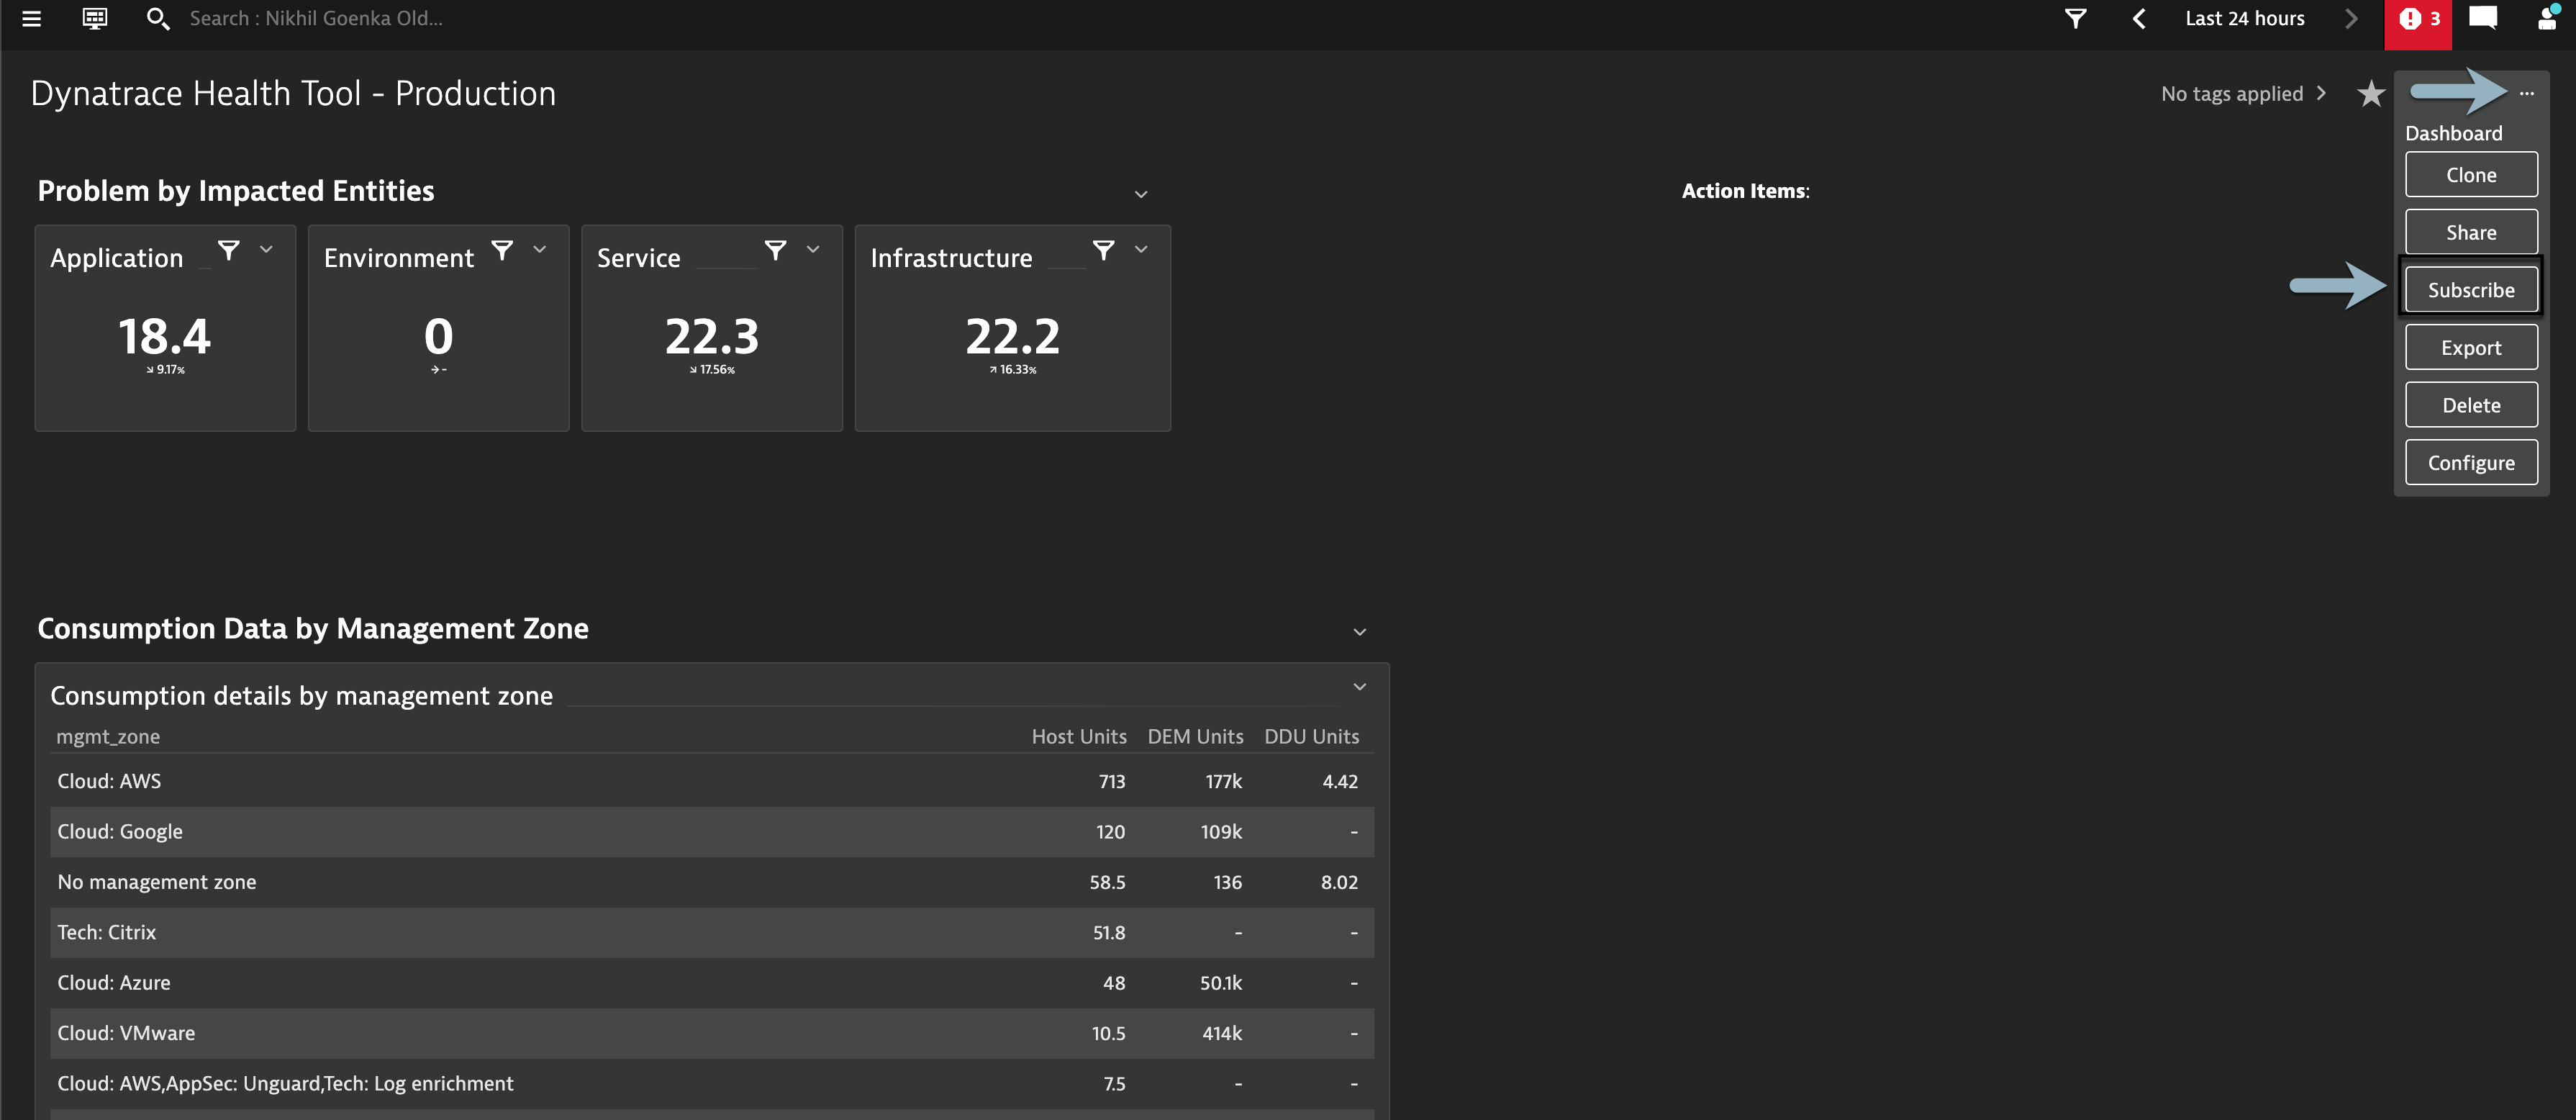 Search : Nikhil Goenka Old...
Last 24 hours
3
Dynatrace Health Tool - Production
No tags applied
...
Dashboard
Clone
Share
Subscribe
Export
Delete
Configure
Problem by Impacted Entities
Action Items:
Application
18.4
9.17%
Environment
0
-
Service
22.3
17.56%
Infrastructure
22.2
16.33%
Consumption Data by Management Zone
Consumption details by management zone
mgmt_zone Host Units DEM Units DDU Units
Cloud: AWS 713 177k 4.42
Cloud: Google 120 109k -
No management zone 58.5 136 8.02
Tech: Citrix 51.8 - -
Cloud: Azure 48 50.1k -
Cloud: VMware 10.5 414k -
Cloud: AWS,AppSec: Unguard,Tech: Log enrichment 7.5 - -